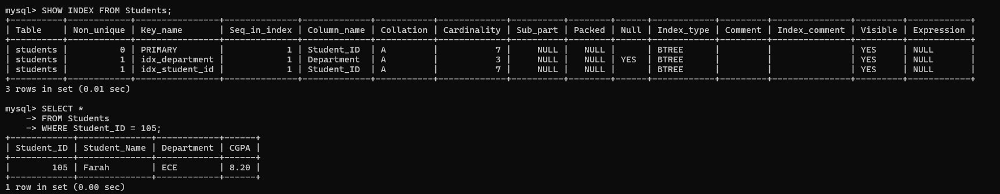 mysql> SHOW INDEX FROM Students;
+----------+------------+----------------+--------------+-------------+-----------+-------------+----------+--------+------+------------+---------+---------------+---------+------------+
| Table    | Non_unique | Key_name       | Seq_in_index | Column_name | Collation | Cardinality | Sub_part | Packed | Null | Index_type | Comment | Index_comment | Visible | Expression |
+----------+------------+----------------+--------------+-------------+-----------+-------------+----------+--------+------+------------+---------+---------------+---------+------------+
| students |          0 | PRIMARY        |            1 | Student_ID  | A         |           7 |     NULL |   NULL |      | BTREE      |         |               | YES     | NULL       |
| students |          1 | idx_department |            1 | Department  | A         |           3 |     NULL |   NULL | YES  | BTREE      |         |               | YES     | NULL       |
| students |          1 | idx_student_id |            1 | Student_ID  | A         |           7 |     NULL |   NULL |      | BTREE      |         |               | YES     | NULL       |
+----------+------------+----------------+--------------+-------------+-----------+-------------+----------+--------+------+------------+---------+---------------+---------+------------+
3 rows in set (0.01 sec)
mysql> SELECT *
    -> FROM Students
    -> WHERE Student_ID = 105;
+------------+--------------+------------+------+
| Student_ID | Student_Name | Department | CGPA |
+------------+--------------+------------+------+
|        105 | Farah        | ECE        | 8.20 |
+------------+--------------+------------+------+
1 row in set (0.00 sec)